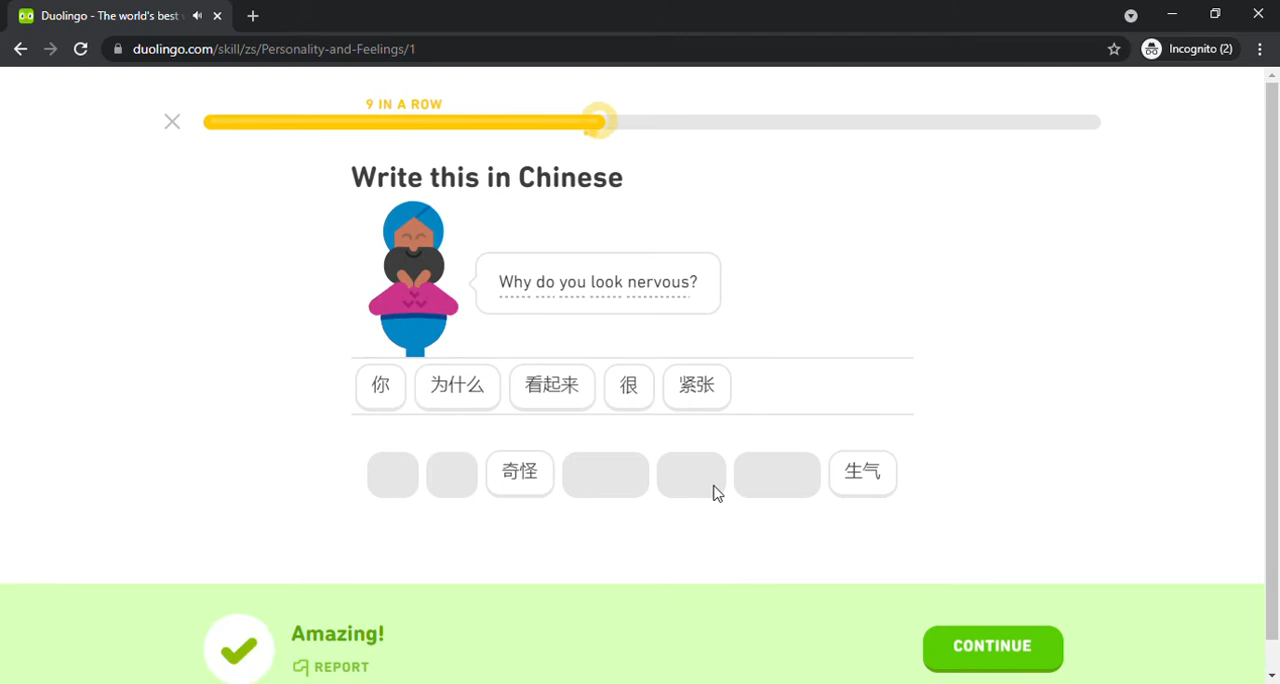 Duolingo - The world's best
duolingo.com/skill/zs/Personality-and-Feelings/1
Incognito (2)
9 IN A ROW
Write this in Chinese
Why do you look nervous?
你 为什么 看起来 很 紧张
奇怪 生气
Amazing!
REPORT
CONTINUE